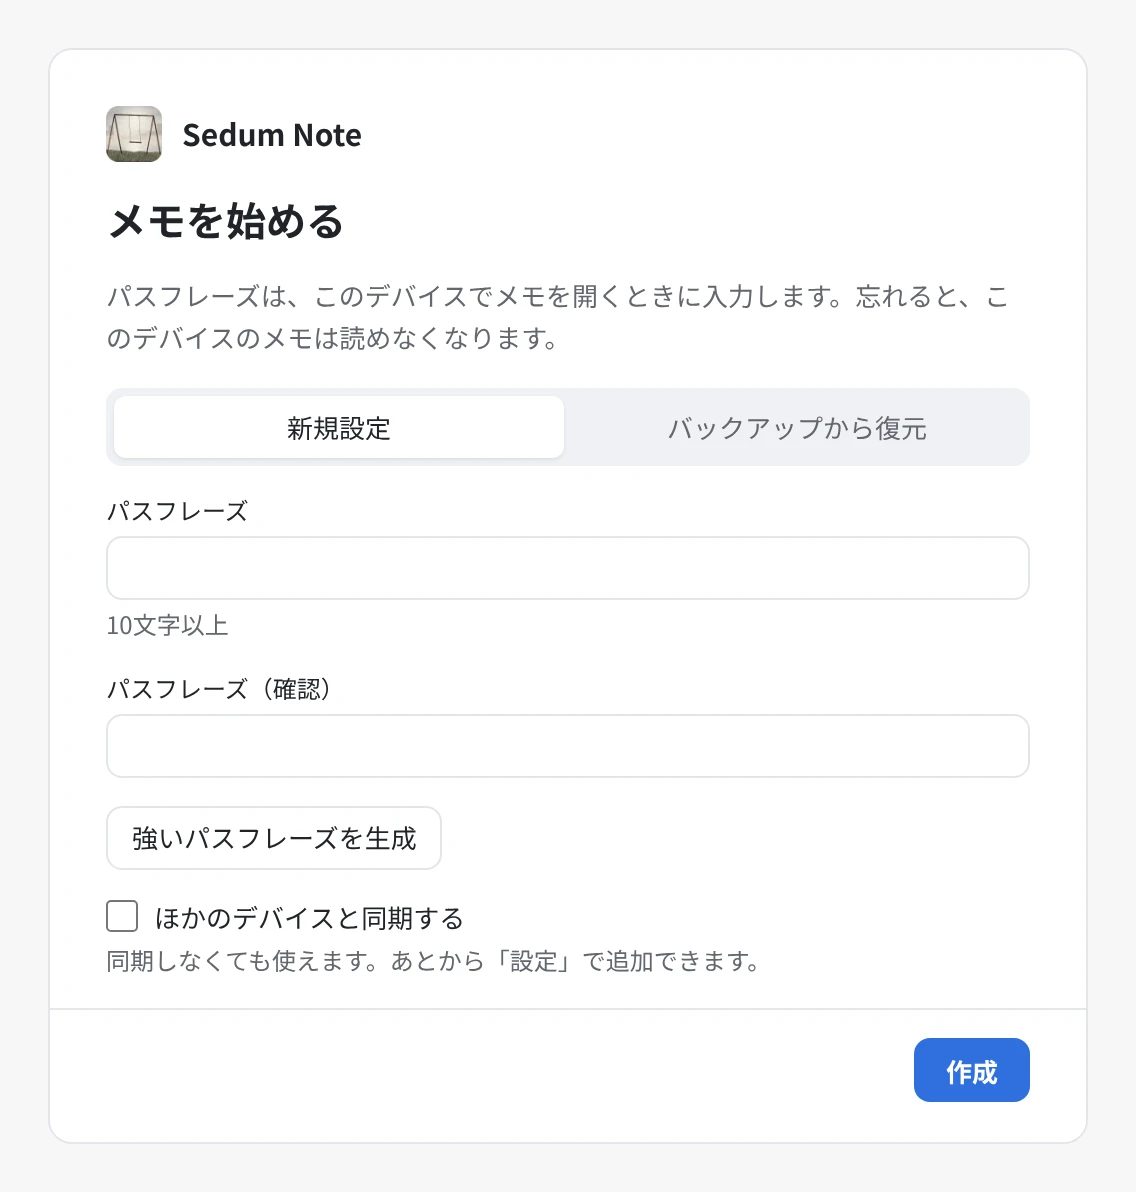 Sedum Note
メモを始める
パスフレーズは、このデバイスでメモを開くときに入力します。忘れると、こ
のデバイスのメモは読めなくなります。
新規設定
バックアップから復元
パスフレーズ
10文字以上
パスフレーズ（確認）
強いパスフレーズを生成
ほかのデバイスと同期する
同期しなくても使えます。あとから「設定」で追加できます。
作成